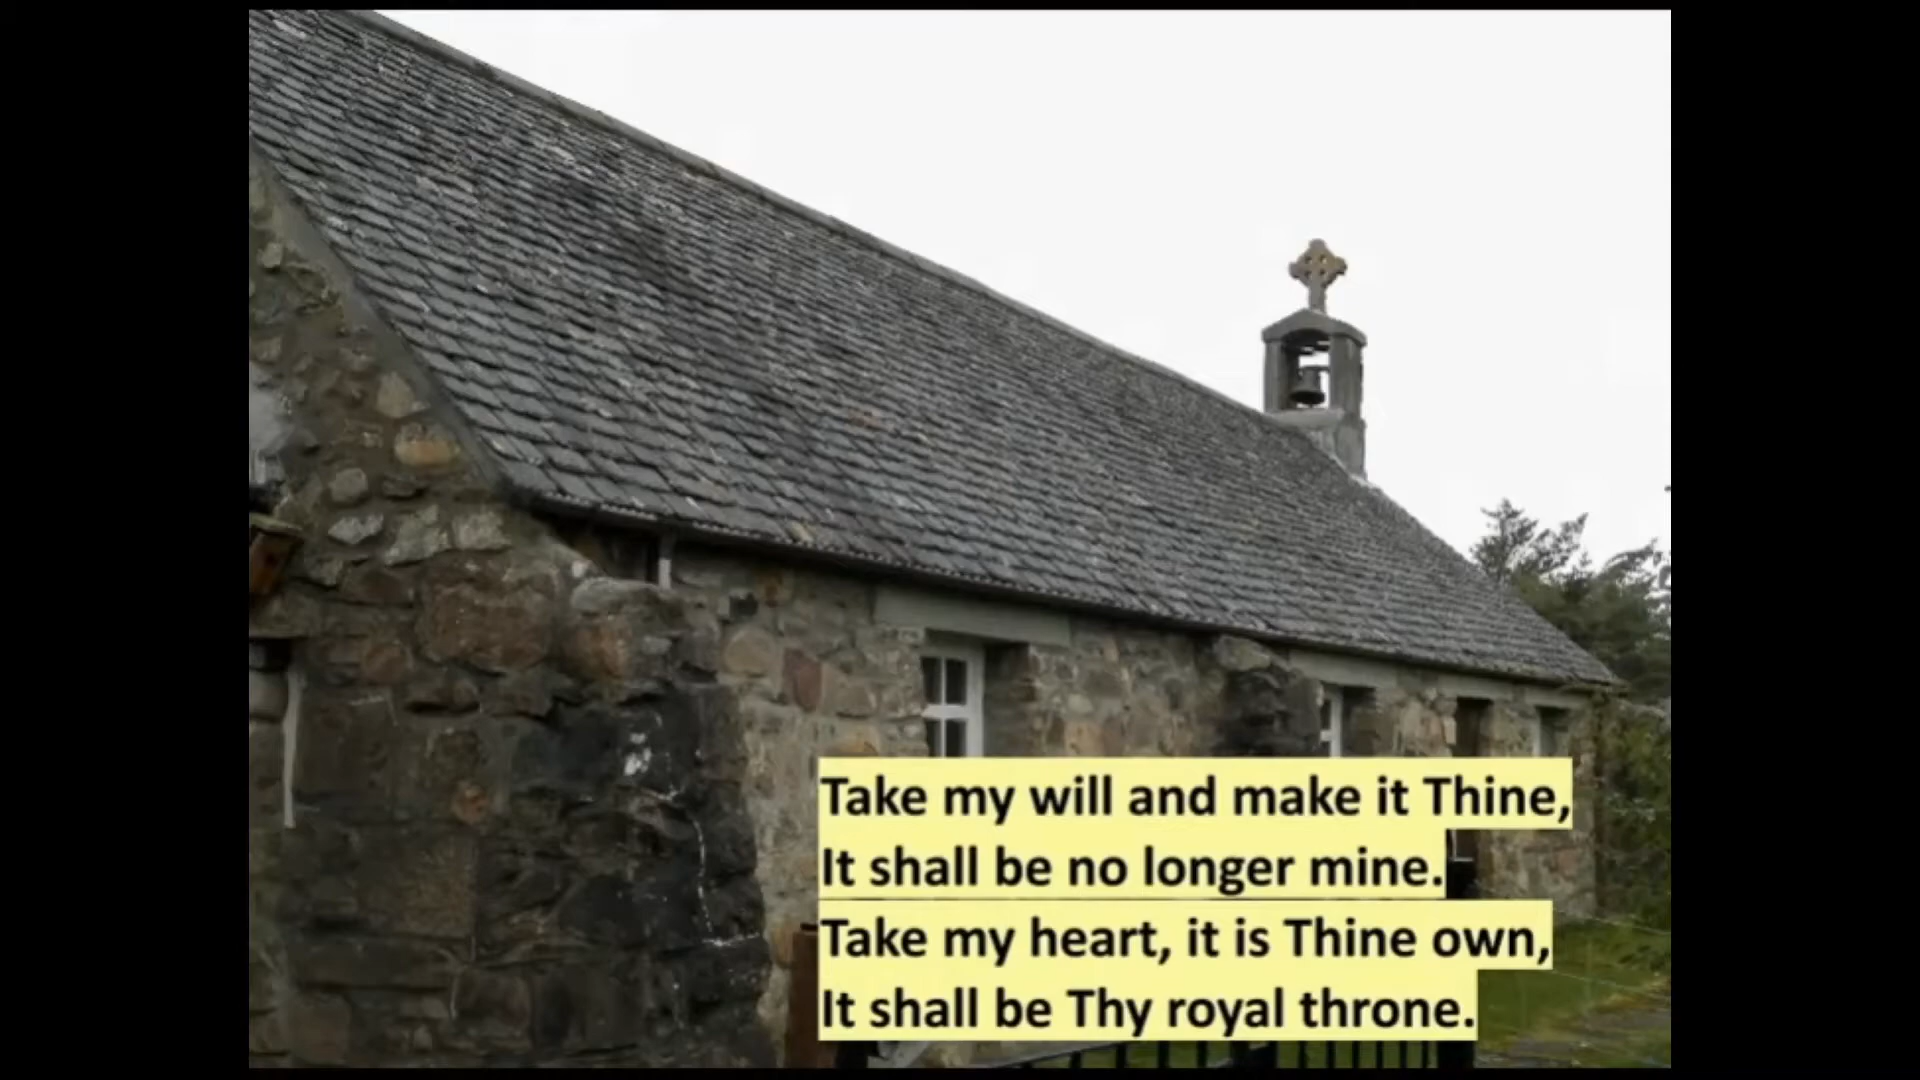 Take my will and make it Thine,
It shall be no longer mine.
Take my heart, it is Thine own,
It shall be Thy royal throne.